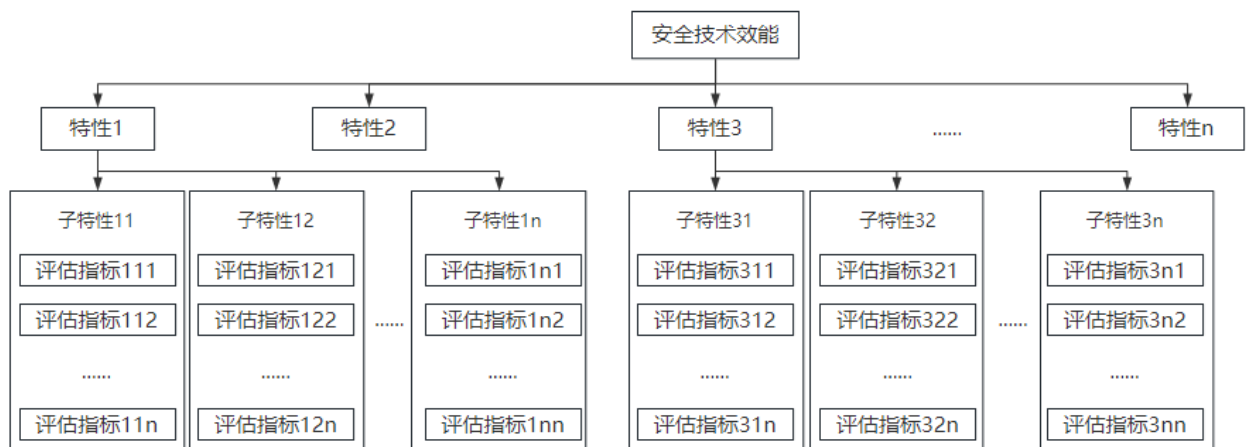 安全技术效能
特性1 特性2 特性3 ...... 特性n
子特性11 子特性12 子特性1n 子特性31 子特性32 子特性3n
评估指标111 评估指标121 评估指标1n1 评估指标311 评估指标321 评估指标3n1
评估指标112 评估指标122 ...... 评估指标1n2 评估指标312 评估指标322 ...... 评估指标3n2
...... ...... ...... ...... ...... ......
评估指标11n 评估指标12n 评估指标1nn 评估指标31n 评估指标32n 评估指标3nn